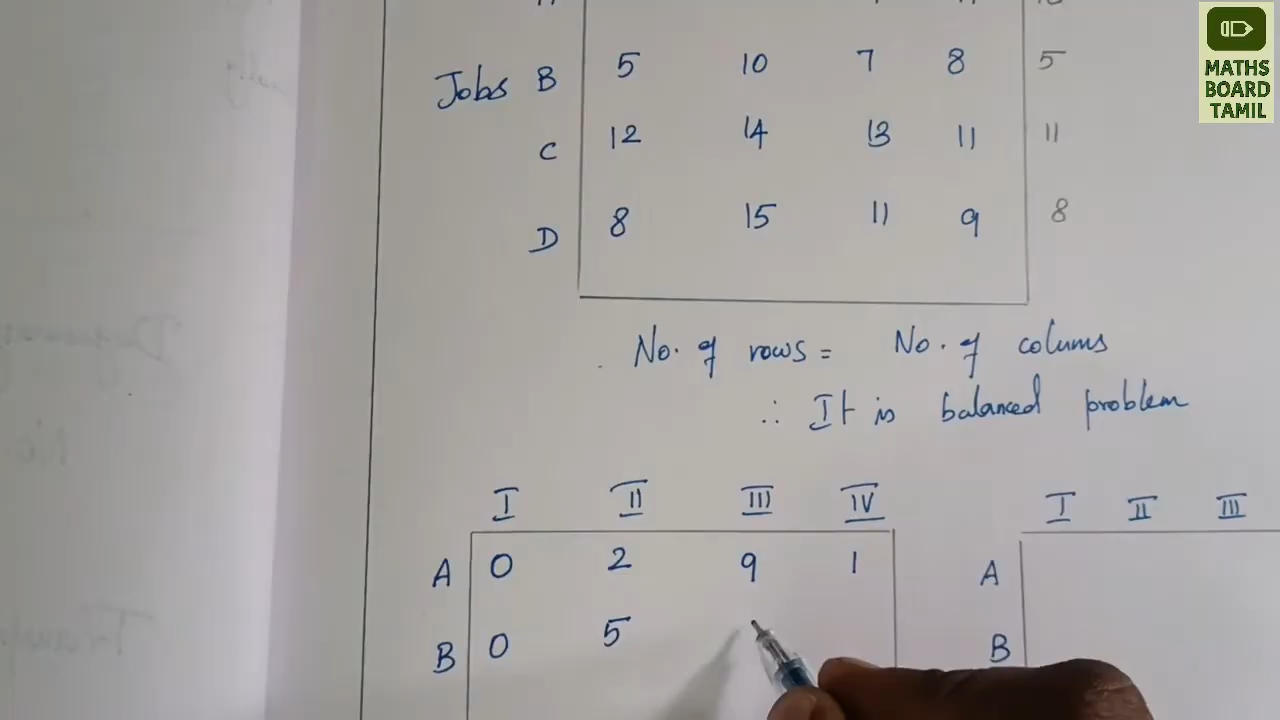 MATHS
BOARD
TAMIL
Jobs B 5 10 7 8 5
C 12 14 13 11 11
D 8 15 11 9 8
No. of rows = No. of colums
∴ It is balanced problem
I II III IV
A 0 2 9 1
B 0 5
I II III
A
B